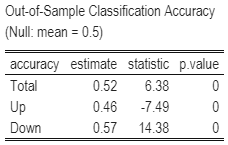 Out-of-Sample Classification Accuracy
(Null: mean = 0.5)
accuracy estimate statistic p.value
Total 0.52 6.38 0
Up 0.46 -7.49 0
Down 0.57 14.38 0